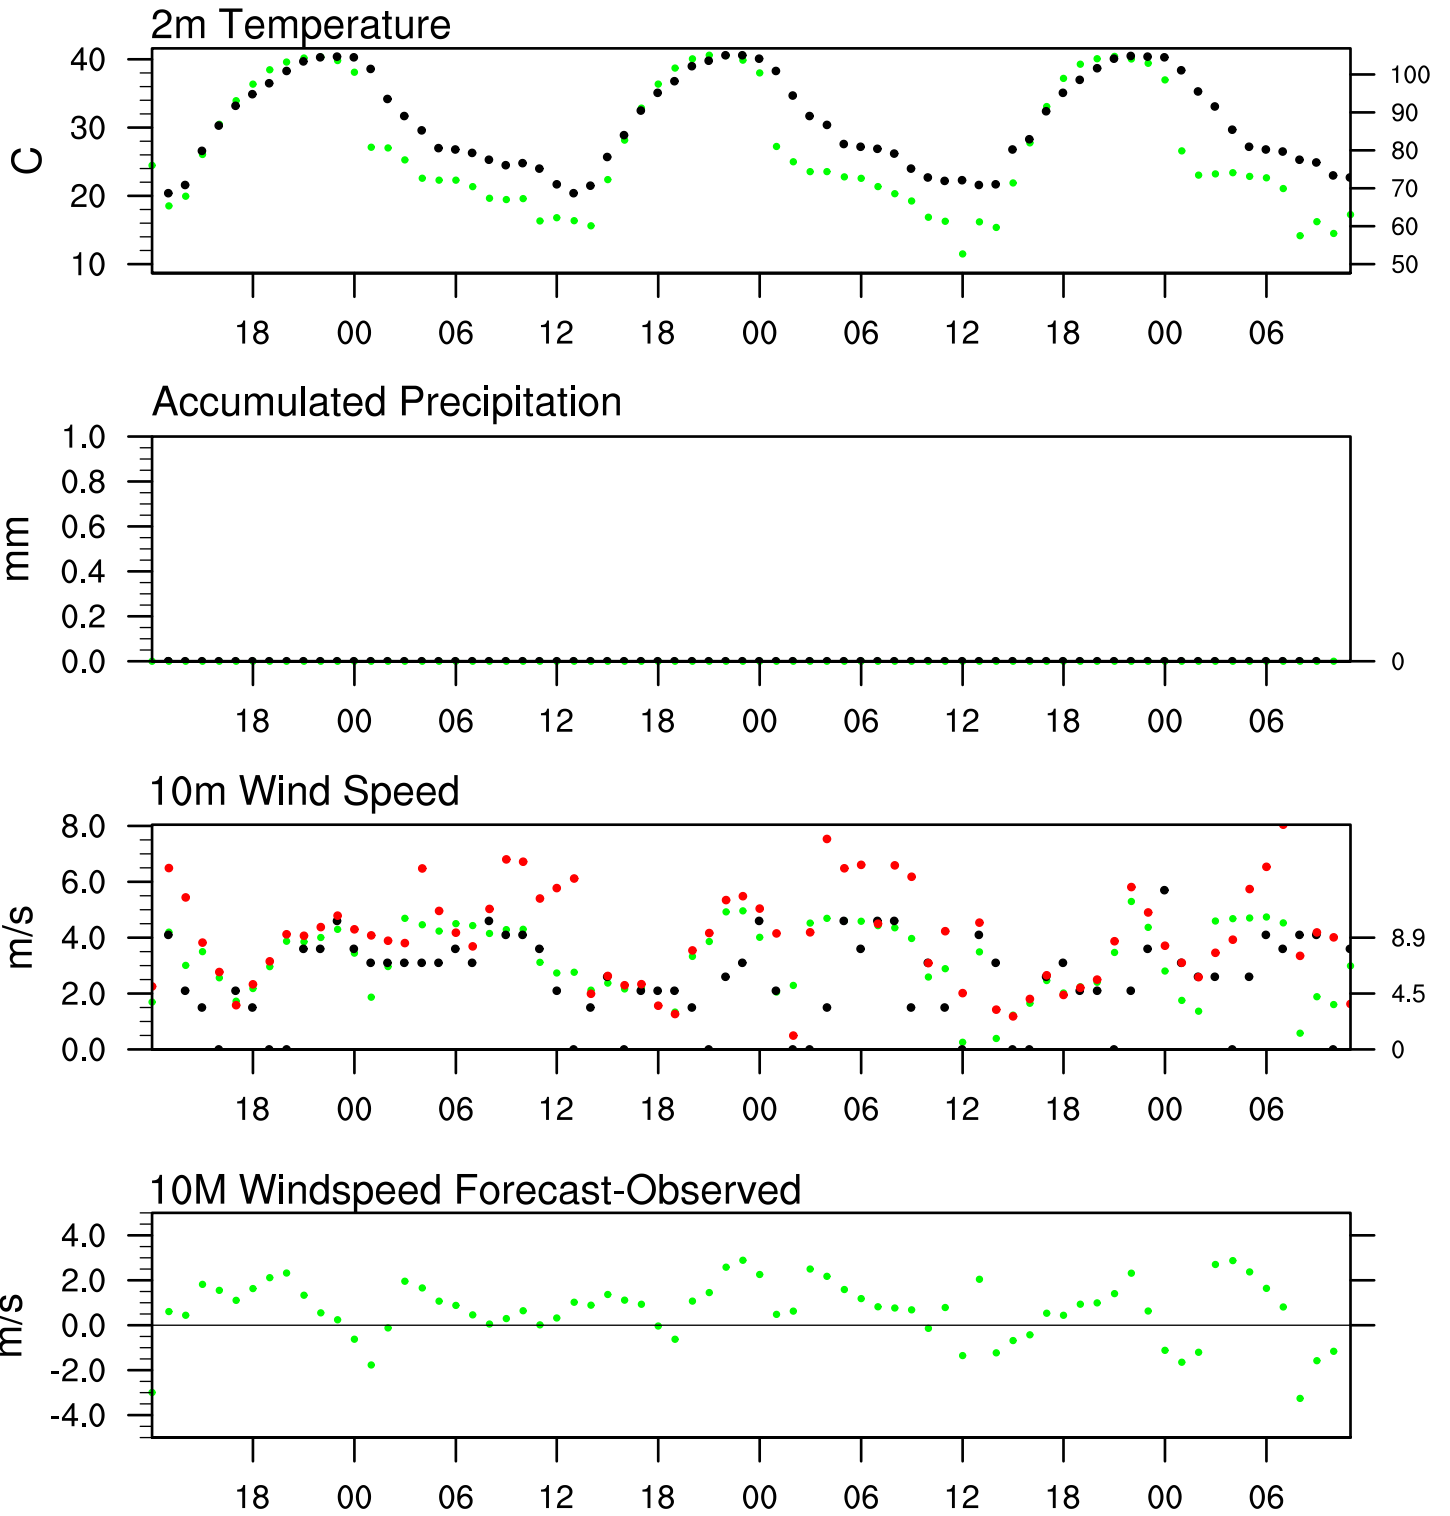 2m Temperature
40
30
20
10
C
100
90
80
70
60
50
18 00 06 12 18 00 06 12 18 00 06
Accumulated Precipitation
1.0
0.8
0.6
0.4
0.2
0.0
mm
0
18 00 06 12 18 00 06 12 18 00 06
10m Wind Speed
8.0
6.0
4.0
2.0
0.0
m/s
8.9
4.5
0
18 00 06 12 18 00 06 12 18 00 06
10M Windspeed Forecast-Observed
4.0
2.0
0.0
-2.0
-4.0
m/s
18 00 06 12 18 00 06 12 18 00 06